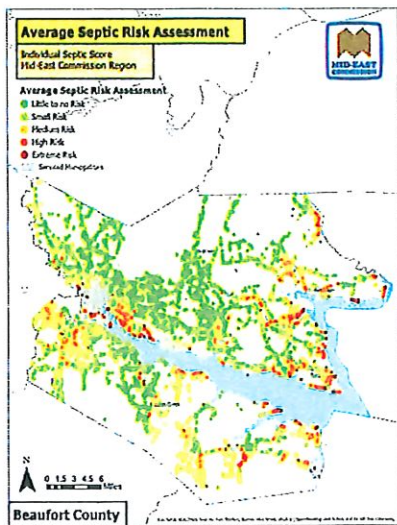 Average Septic Risk Assessment
Individual Septic Score
Mid-East Commission Region
MID-EAST
COMMISSION
Average Septic Risk Assessment
Little to no Risk
Small Risk
Medium Risk
High Risk
Extreme Risk
N
0 1.5 3 4.5 6
Miles
Beaufort County